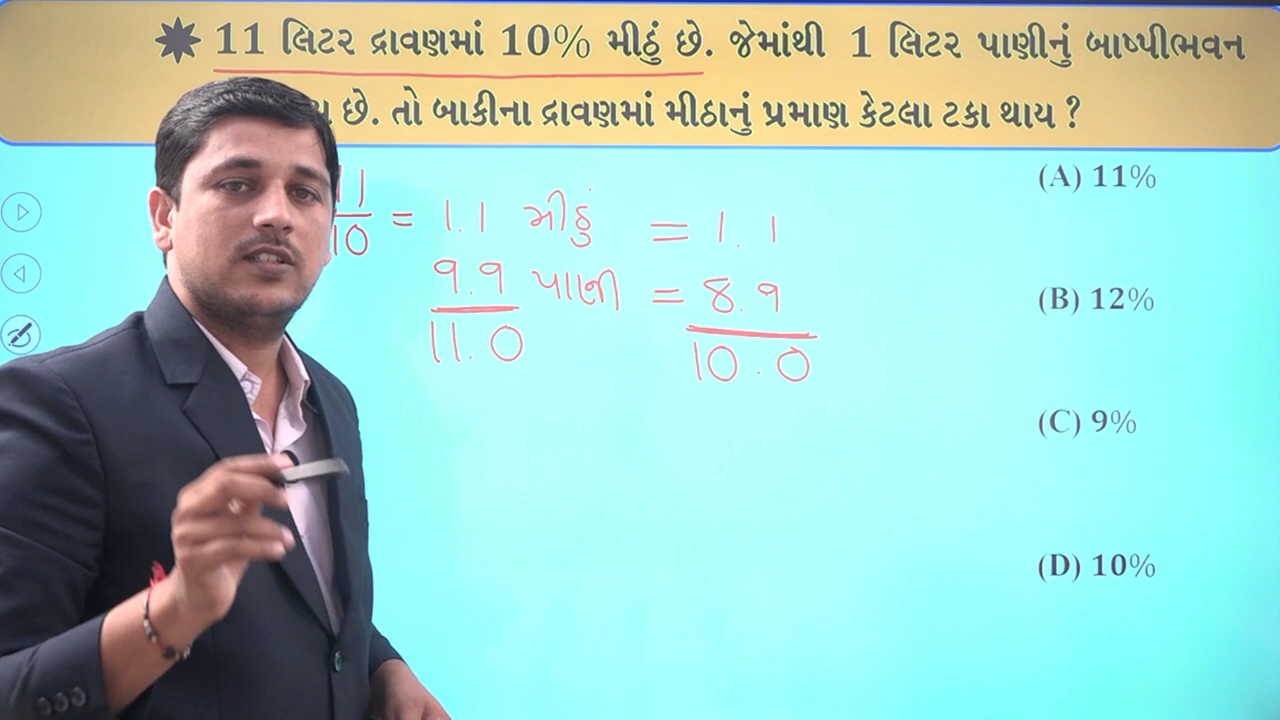 11 લિટર દ્રાવણમાં 10% મીઠું છે. જેમાંથી 1 લિટર પાણીનું બાષ્પીભવન
છે. તો બાકીના દ્રાવણમાં મીઠાનું પ્રમાણ કેટલા ટકા થાય ?
11/10 = 1.1 મીઠું = 1.1
9.9 પાણી = 8.9
11.0 10.0
(A) 11%
(B) 12%
(C) 9%
(D) 10%